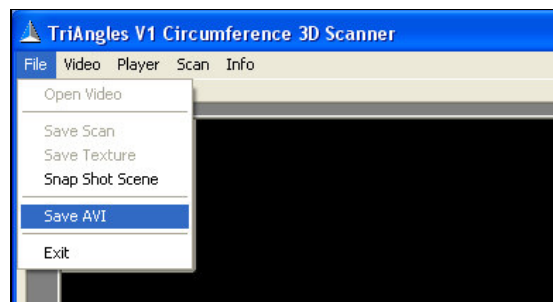 TriAngles V1 Circumference 3D Scanner
File Video Player Scan Info
Open Video
Save Scan
Save Texture
Snap Shot Scene
Save AVI
Exit